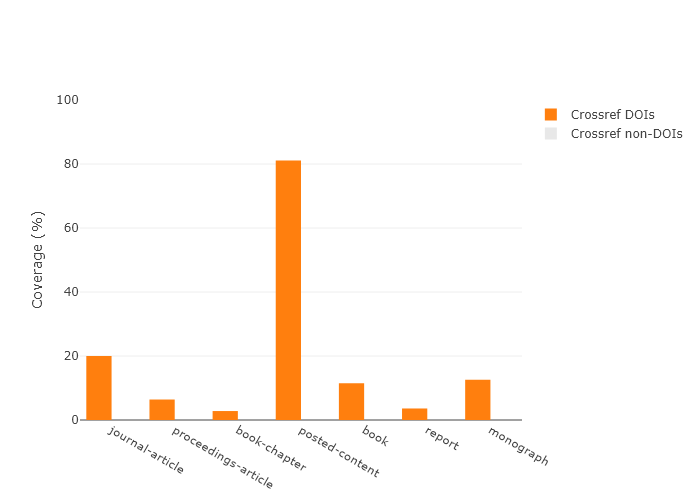 100
80
60
40
20
0
Coverage (%)
journal-article
proceedings-article
book-chapter
posted-content
book
report
monograph
Crossref DOIs
Crossref non-DOIs